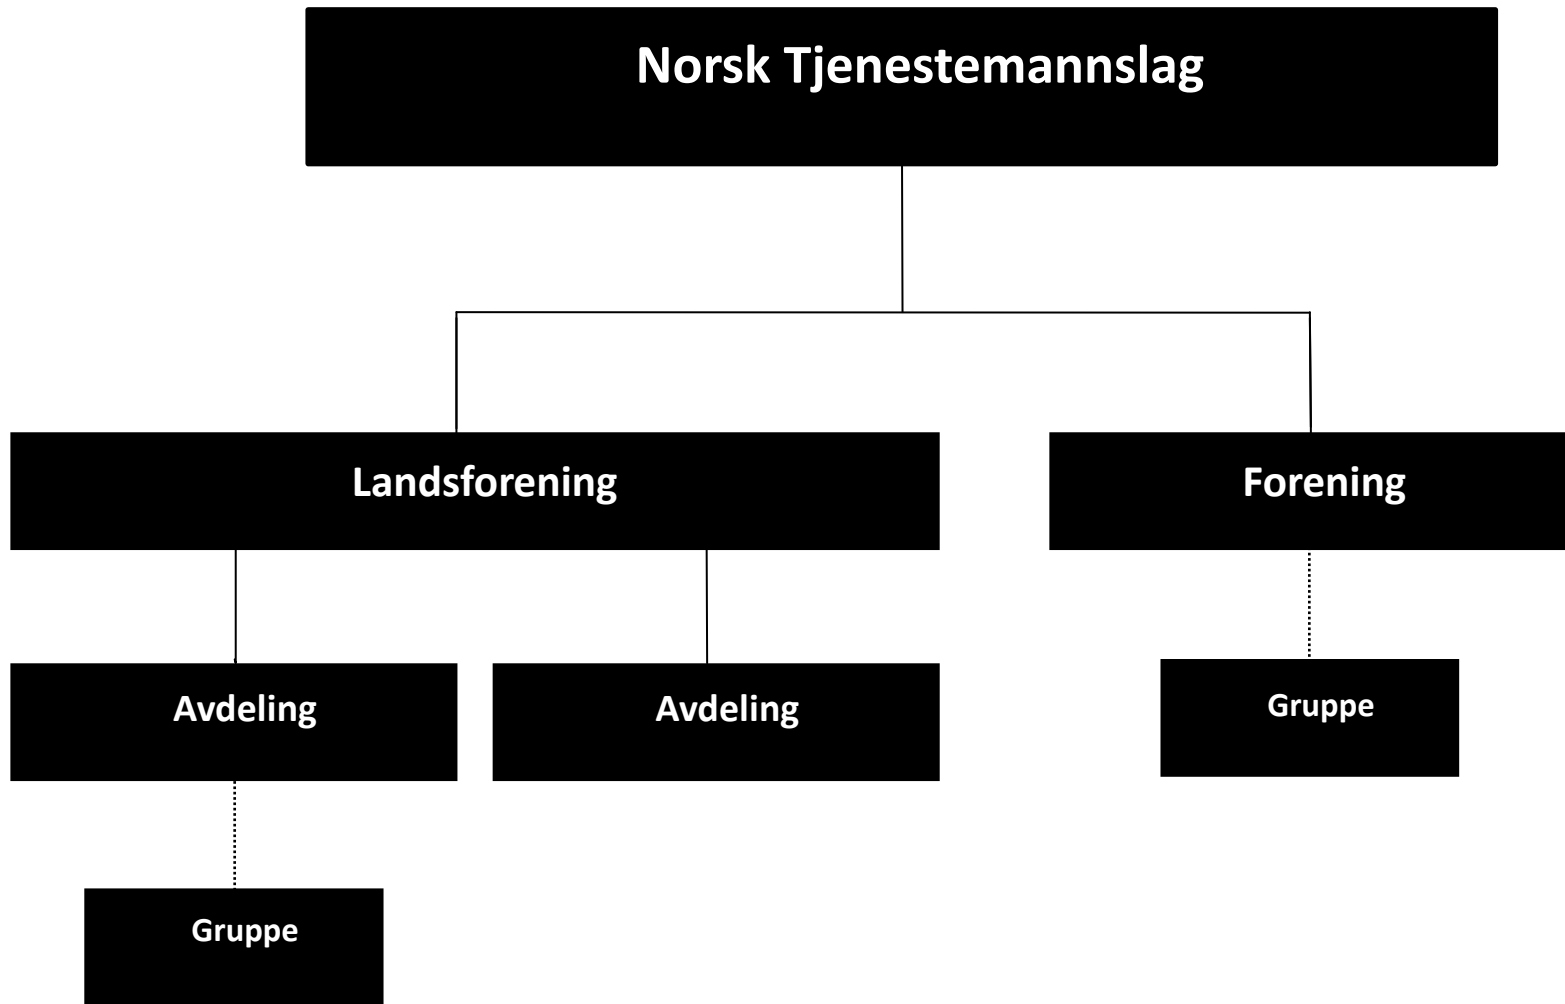 Norsk Tjenestemannslag
Landsforening
Forening
Avdeling
Avdeling
Gruppe
Gruppe